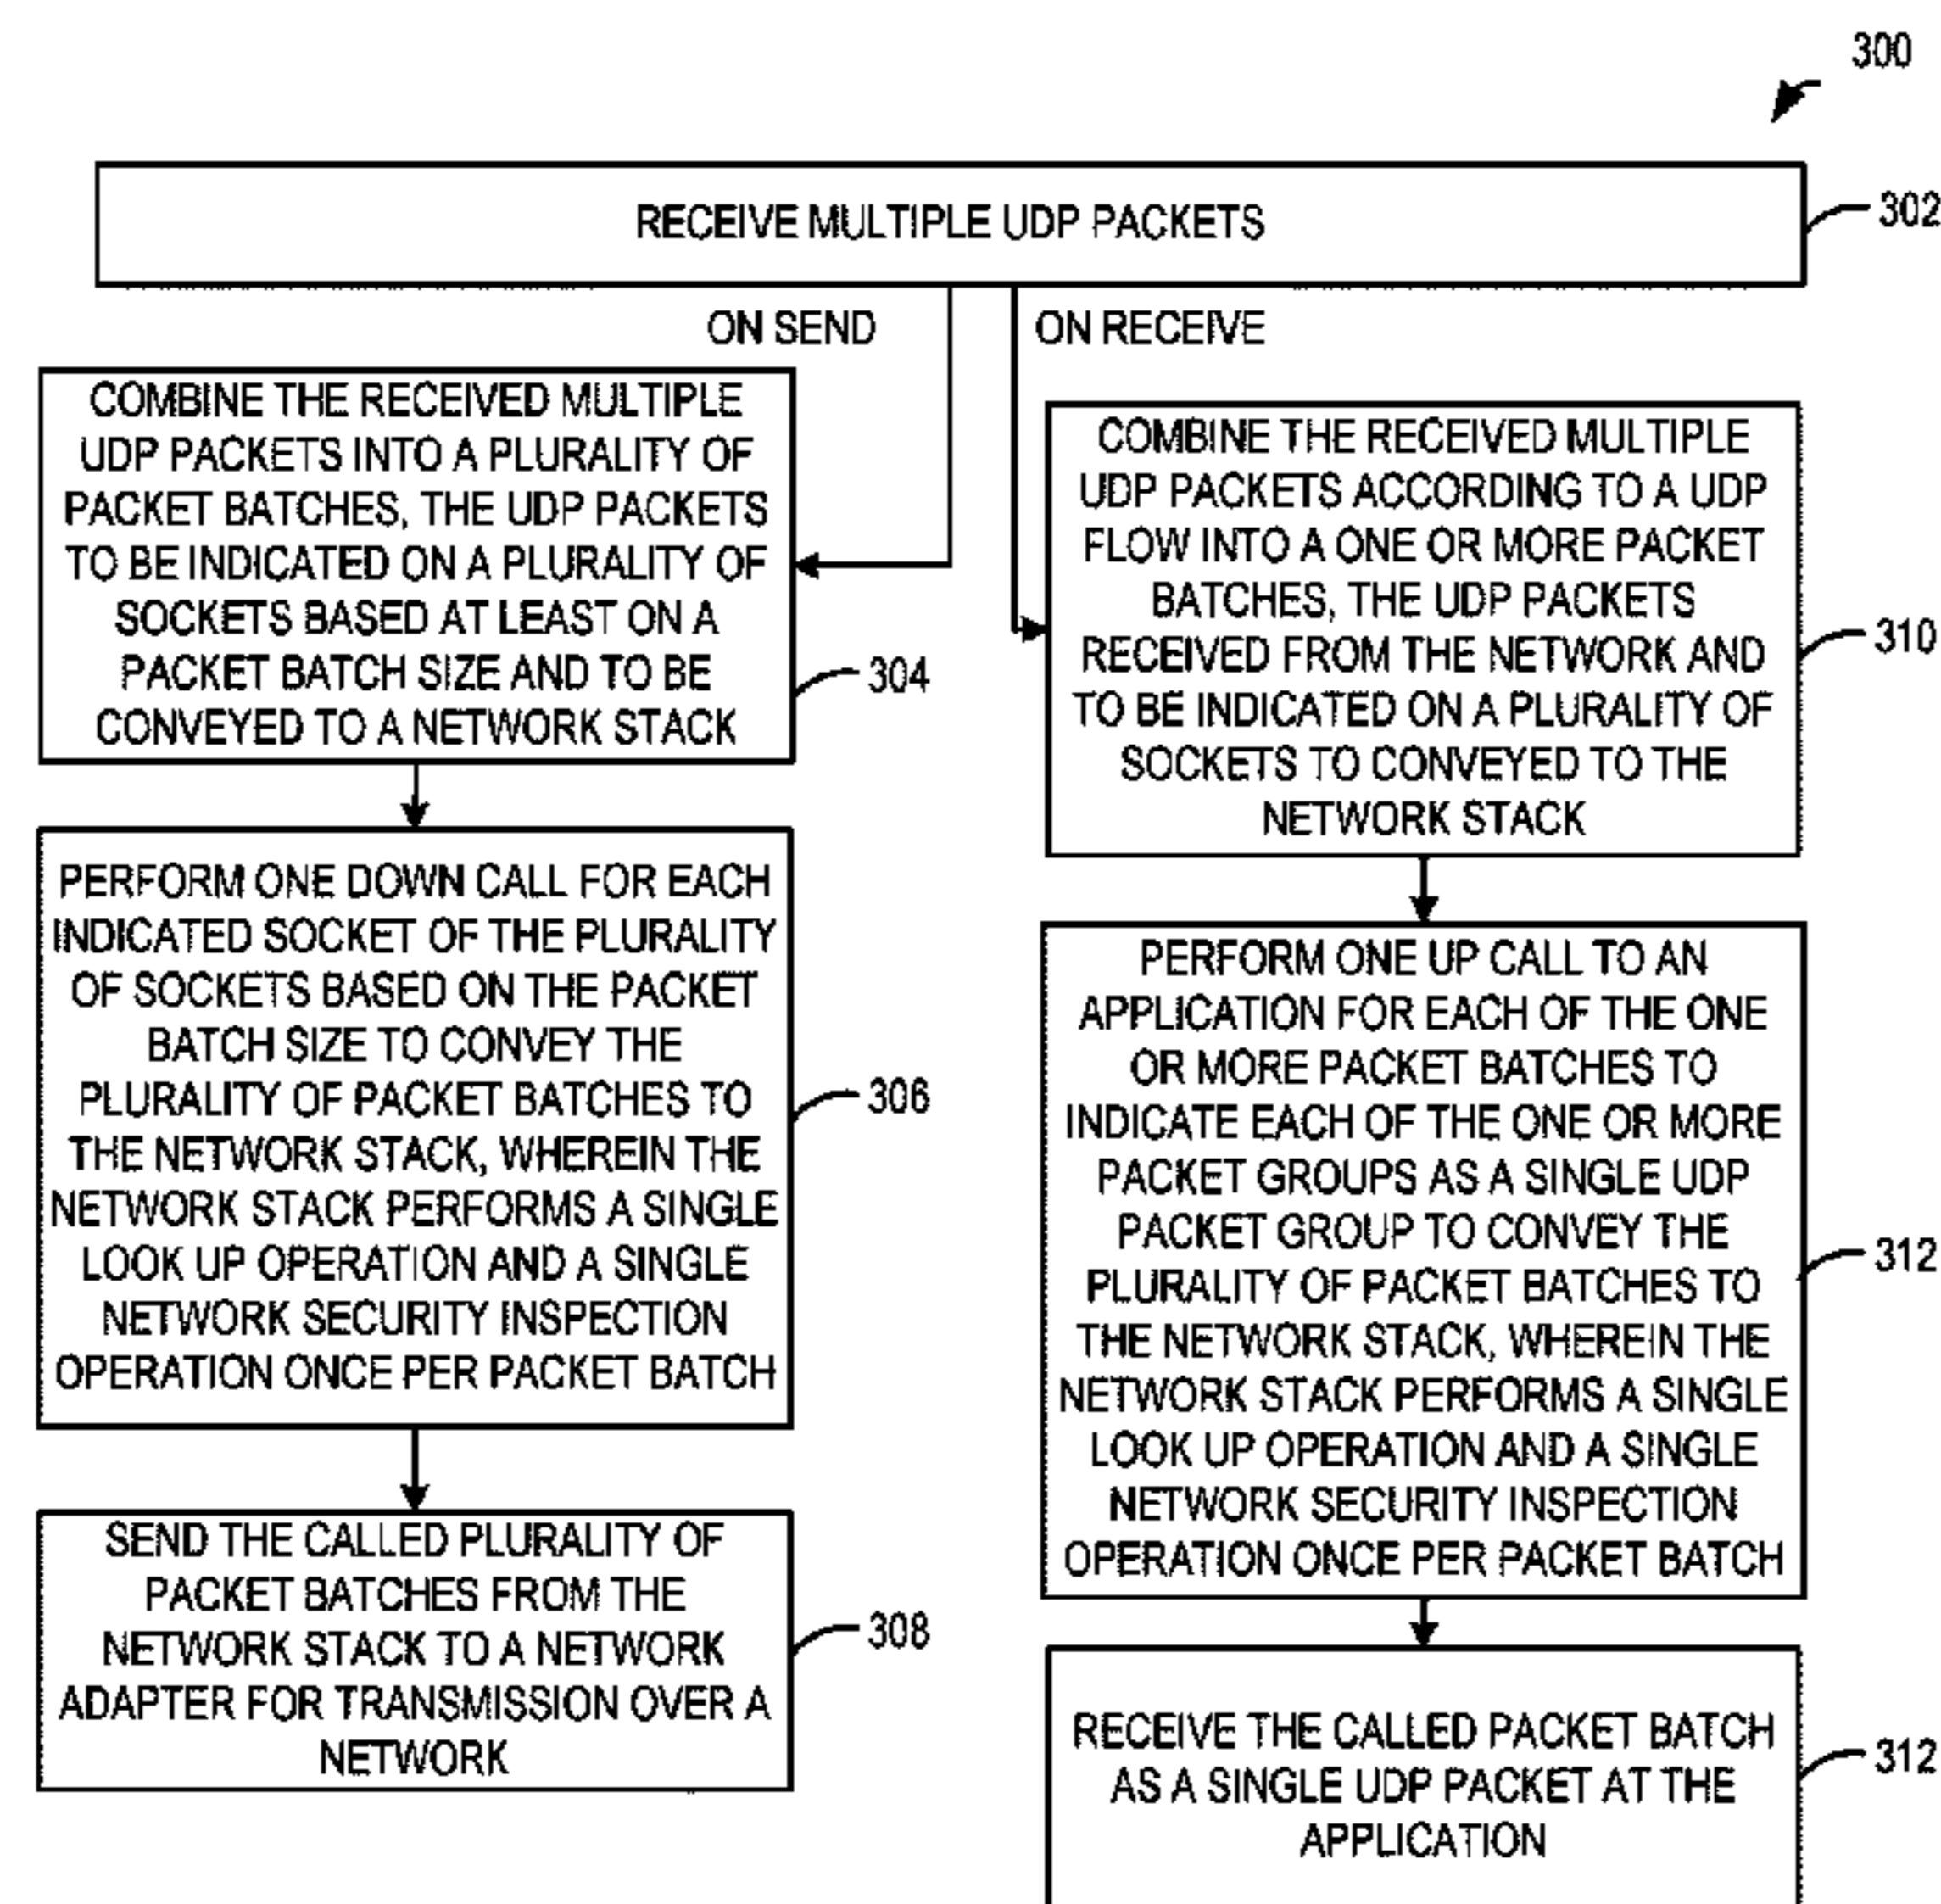 300
RECEIVE MULTIPLE UDP PACKETS
302
ON SEND
ON RECEIVE
COMBINE THE RECEIVED MULTIPLE
UDP PACKETS INTO A PLURALITY OF
PACKET BATCHES, THE UDP PACKETS
TO BE INDICATED ON A PLURALITY OF
SOCKETS BASED AT LEAST ON A
PACKET BATCH SIZE AND TO BE
CONVEYED TO A NETWORK STACK
304
PERFORM ONE DOWN CALL FOR EACH
INDICATED SOCKET OF THE PLURALITY
OF SOCKETS BASED ON THE PACKET
BATCH SIZE TO CONVEY THE
PLURALITY OF PACKET BATCHES TO
THE NETWORK STACK, WHEREIN THE
NETWORK STACK PERFORMS A SINGLE
LOOK UP OPERATION AND A SINGLE
NETWORK SECURITY INSPECTION
OPERATION ONCE PER PACKET BATCH
306
SEND THE CALLED PLURALITY OF
PACKET BATCHES FROM THE
NETWORK STACK TO A NETWORK
ADAPTER FOR TRANSMISSION OVER A
NETWORK
308
COMBINE THE RECEIVED MULTIPLE
UDP PACKETS ACCORDING TO A UDP
FLOW INTO A ONE OR MORE PACKET
BATCHES, THE UDP PACKETS
RECEIVED FROM THE NETWORK AND
TO BE INDICATED ON A PLURALITY OF
SOCKETS TO CONVEYED TO THE
NETWORK STACK
310
PERFORM ONE UP CALL TO AN
APPLICATION FOR EACH OF THE ONE
OR MORE PACKET BATCHES TO
INDICATE EACH OF THE ONE OR MORE
PACKET GROUPS AS A SINGLE UDP
PACKET GROUP TO CONVEY THE
PLURALITY OF PACKET BATCHES TO
THE NETWORK STACK, WHEREIN THE
NETWORK STACK PERFORMS A SINGLE
LOOK UP OPERATION AND A SINGLE
NETWORK SECURITY INSPECTION
OPERATION ONCE PER PACKET BATCH
312
RECEIVE THE CALLED PACKET BATCH
AS A SINGLE UDP PACKET AT THE
APPLICATION
312